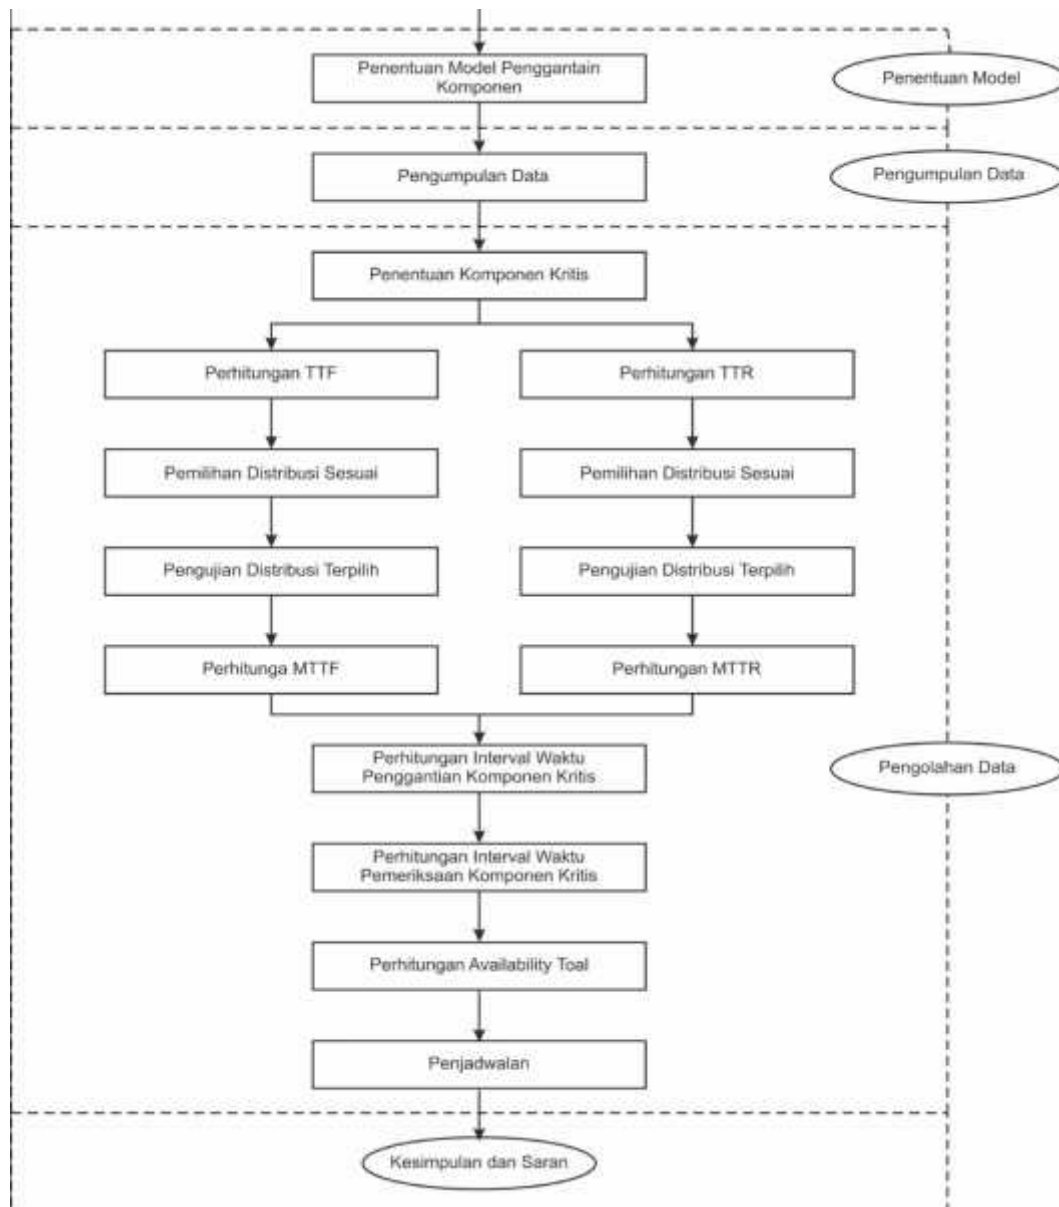 Penentuan Model Penggantain
Komponen
Penentuan Model
Pengumpulan Data
Pengumpulan Data
Penentuan Komponen Kritis
Perhitungan TTF
Perhitungan TTR
Pemilihan Distribusi Sesuai
Pemilihan Distribusi Sesuai
Pengujian Distribusi Terpilih
Pengujian Distribusi Terpilih
Perhitunga MTTF
Perhitungan MTTR
Perhitungan Interval Waktu
Penggantian Komponen Kritis
Pengolahan Data
Perhitungan Interval Waktu
Pemeriksaan Komponen Kritis
Perhitungan Availability Toal
Penjadwalan
Kesimpulan dan Saran